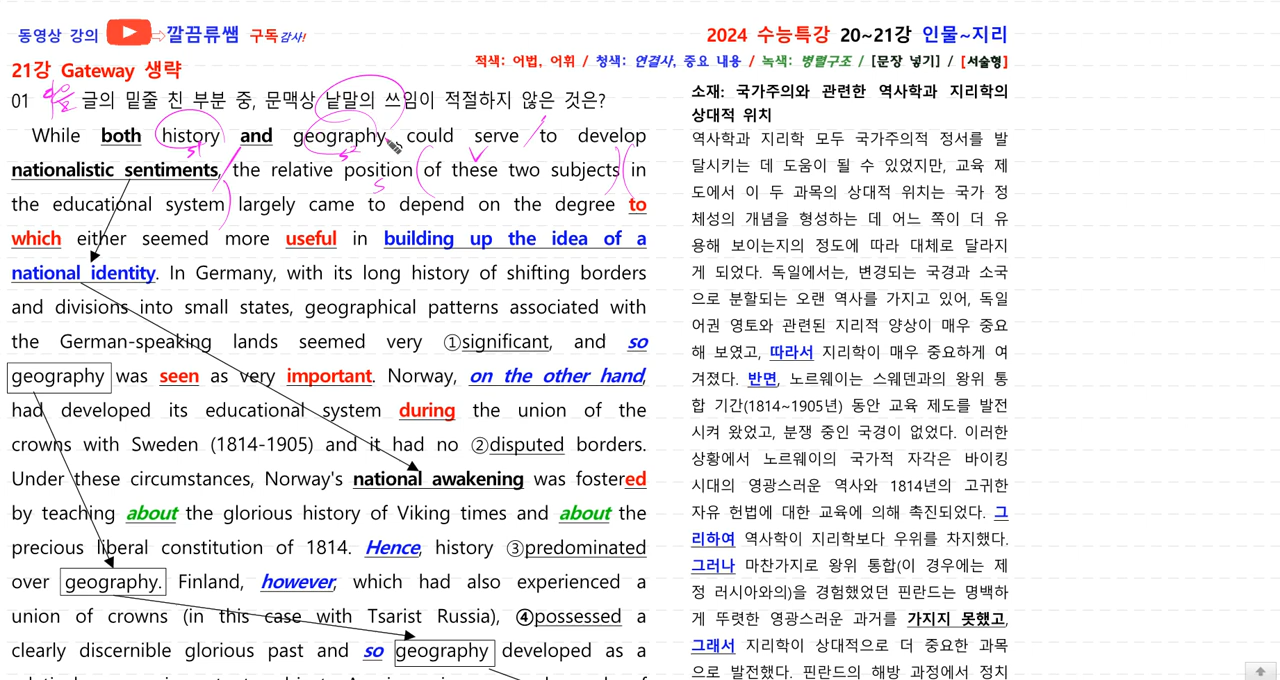 동영상 강의 ⇨깔끔류쌤 구독감사!
2024 수능특강 20~21강 인물~지리
적색: 어법, 어휘 / 청색: 연결사, 중요 내용 / 녹색: 병렬구조 / [문장 넣기] / [서술형]
21강 Gateway 생략
01 글의 밑줄 친 부분 중, 문맥상 낱말의 쓰임이 적절하지 않은 것은?
While both history and geography could serve to develop
nationalistic sentiments, the relative position of these two subjects in
the educational system largely came to depend on the degree to
which either seemed more useful in building up the idea of a
national identity. In Germany, with its long history of shifting borders
and divisions into small states, geographical patterns associated with
the German-speaking lands seemed very ①significant, and so
geography was seen as very important. Norway, on the other hand,
had developed its educational system during the union of the
crowns with Sweden (1814-1905) and it had no ②disputed borders.
Under these circumstances, Norway's national awakening was fostered
by teaching about the glorious history of Viking times and about the
precious liberal constitution of 1814. Hence, history ③predominated
over geography. Finland, however, which had also experienced a
union of crowns (in this case with Tsarist Russia), ④possessed a
clearly discernible glorious past and so geography developed as a
소재: 국가주의와 관련한 역사학과 지리학의
상대적 위치
역사학과 지리학 모두 국가주의적 정서를 발
달시키는 데 도움이 될 수 있었지만, 교육 제
도에서 이 두 과목의 상대적 위치는 국가 정
체성의 개념을 형성하는 데 어느 쪽이 더 유
용해 보이는지의 정도에 따라 대체로 달라지
게 되었다. 독일에서는, 변경되는 국경과 소국
으로 분할되는 오랜 역사를 가지고 있어, 독일
어권 영토와 관련된 지리적 양상이 매우 중요
해 보였고, 따라서 지리학이 매우 중요하게 여
겨졌다. 반면, 노르웨이는 스웨덴과의 왕위 통
합 기간(1814~1905년) 동안 교육 제도를 발전
시켜 왔었고, 분쟁 중인 국경이 없었다. 이러한
상황에서 노르웨이의 국가적 자각은 바이킹
시대의 영광스러운 역사와 1814년의 고귀한
자유 헌법에 대한 교육에 의해 촉진되었다. 그
리하여 역사학이 지리학보다 우위를 차지했다.
그러나 마찬가지로 왕위 통합(이 경우에는 제
정 러시아와의)을 경험했었던 핀란드는 명백하
게 뚜렷한 영광스러운 과거를 가지지 못했고,
그래서 지리학이 상대적으로 더 중요한 과목
으로 발전했다. 핀란드의 해방 과정에서 정치